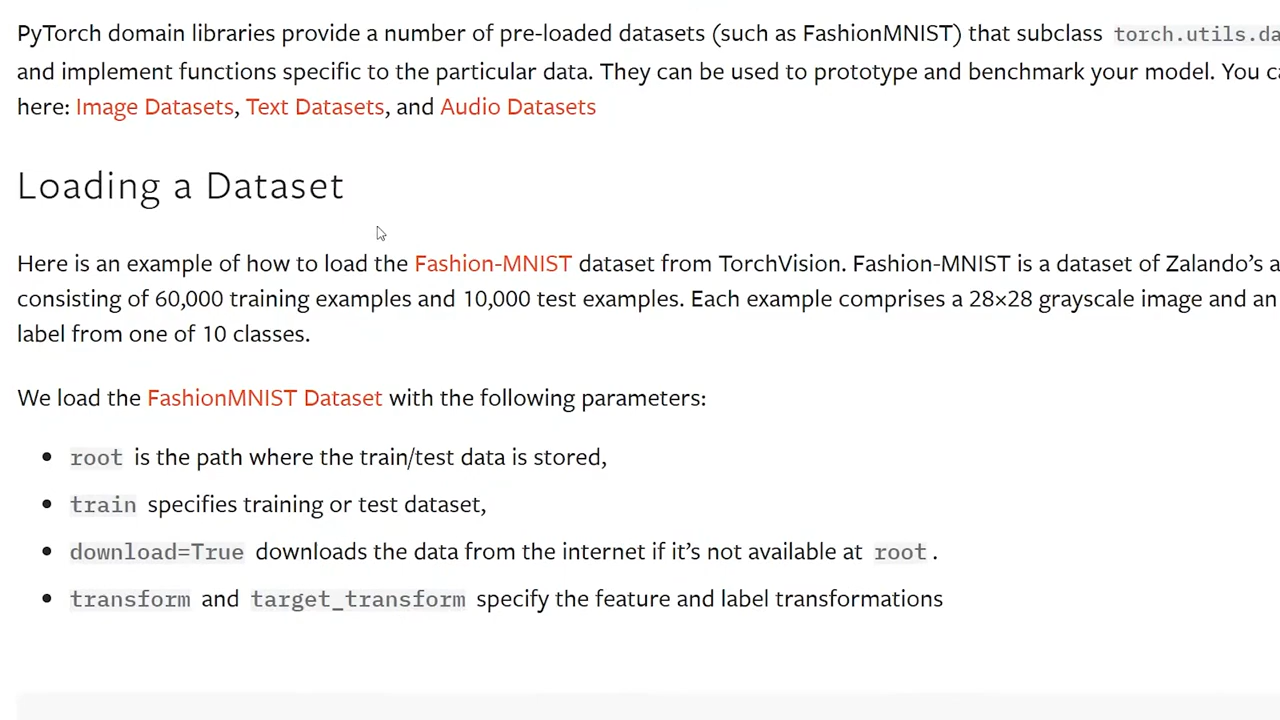 PyTorch domain libraries provide a number of pre-loaded datasets (such as FashionMNIST) that subclass torch.utils.da
and implement functions specific to the particular data. They can be used to prototype and benchmark your model. You ca
here: Image Datasets, Text Datasets, and Audio Datasets
Loading a Dataset
Here is an example of how to load the Fashion-MNIST dataset from TorchVision. Fashion-MNIST is a dataset of Zalando’s a
consisting of 60,000 training examples and 10,000 test examples. Each example comprises a 28×28 grayscale image and an
label from one of 10 classes.
We load the FashionMNIST Dataset with the following parameters:
• root is the path where the train/test data is stored,
• train specifies training or test dataset,
• download=True downloads the data from the internet if it’s not available at root.
• transform and target_transform specify the feature and label transformations